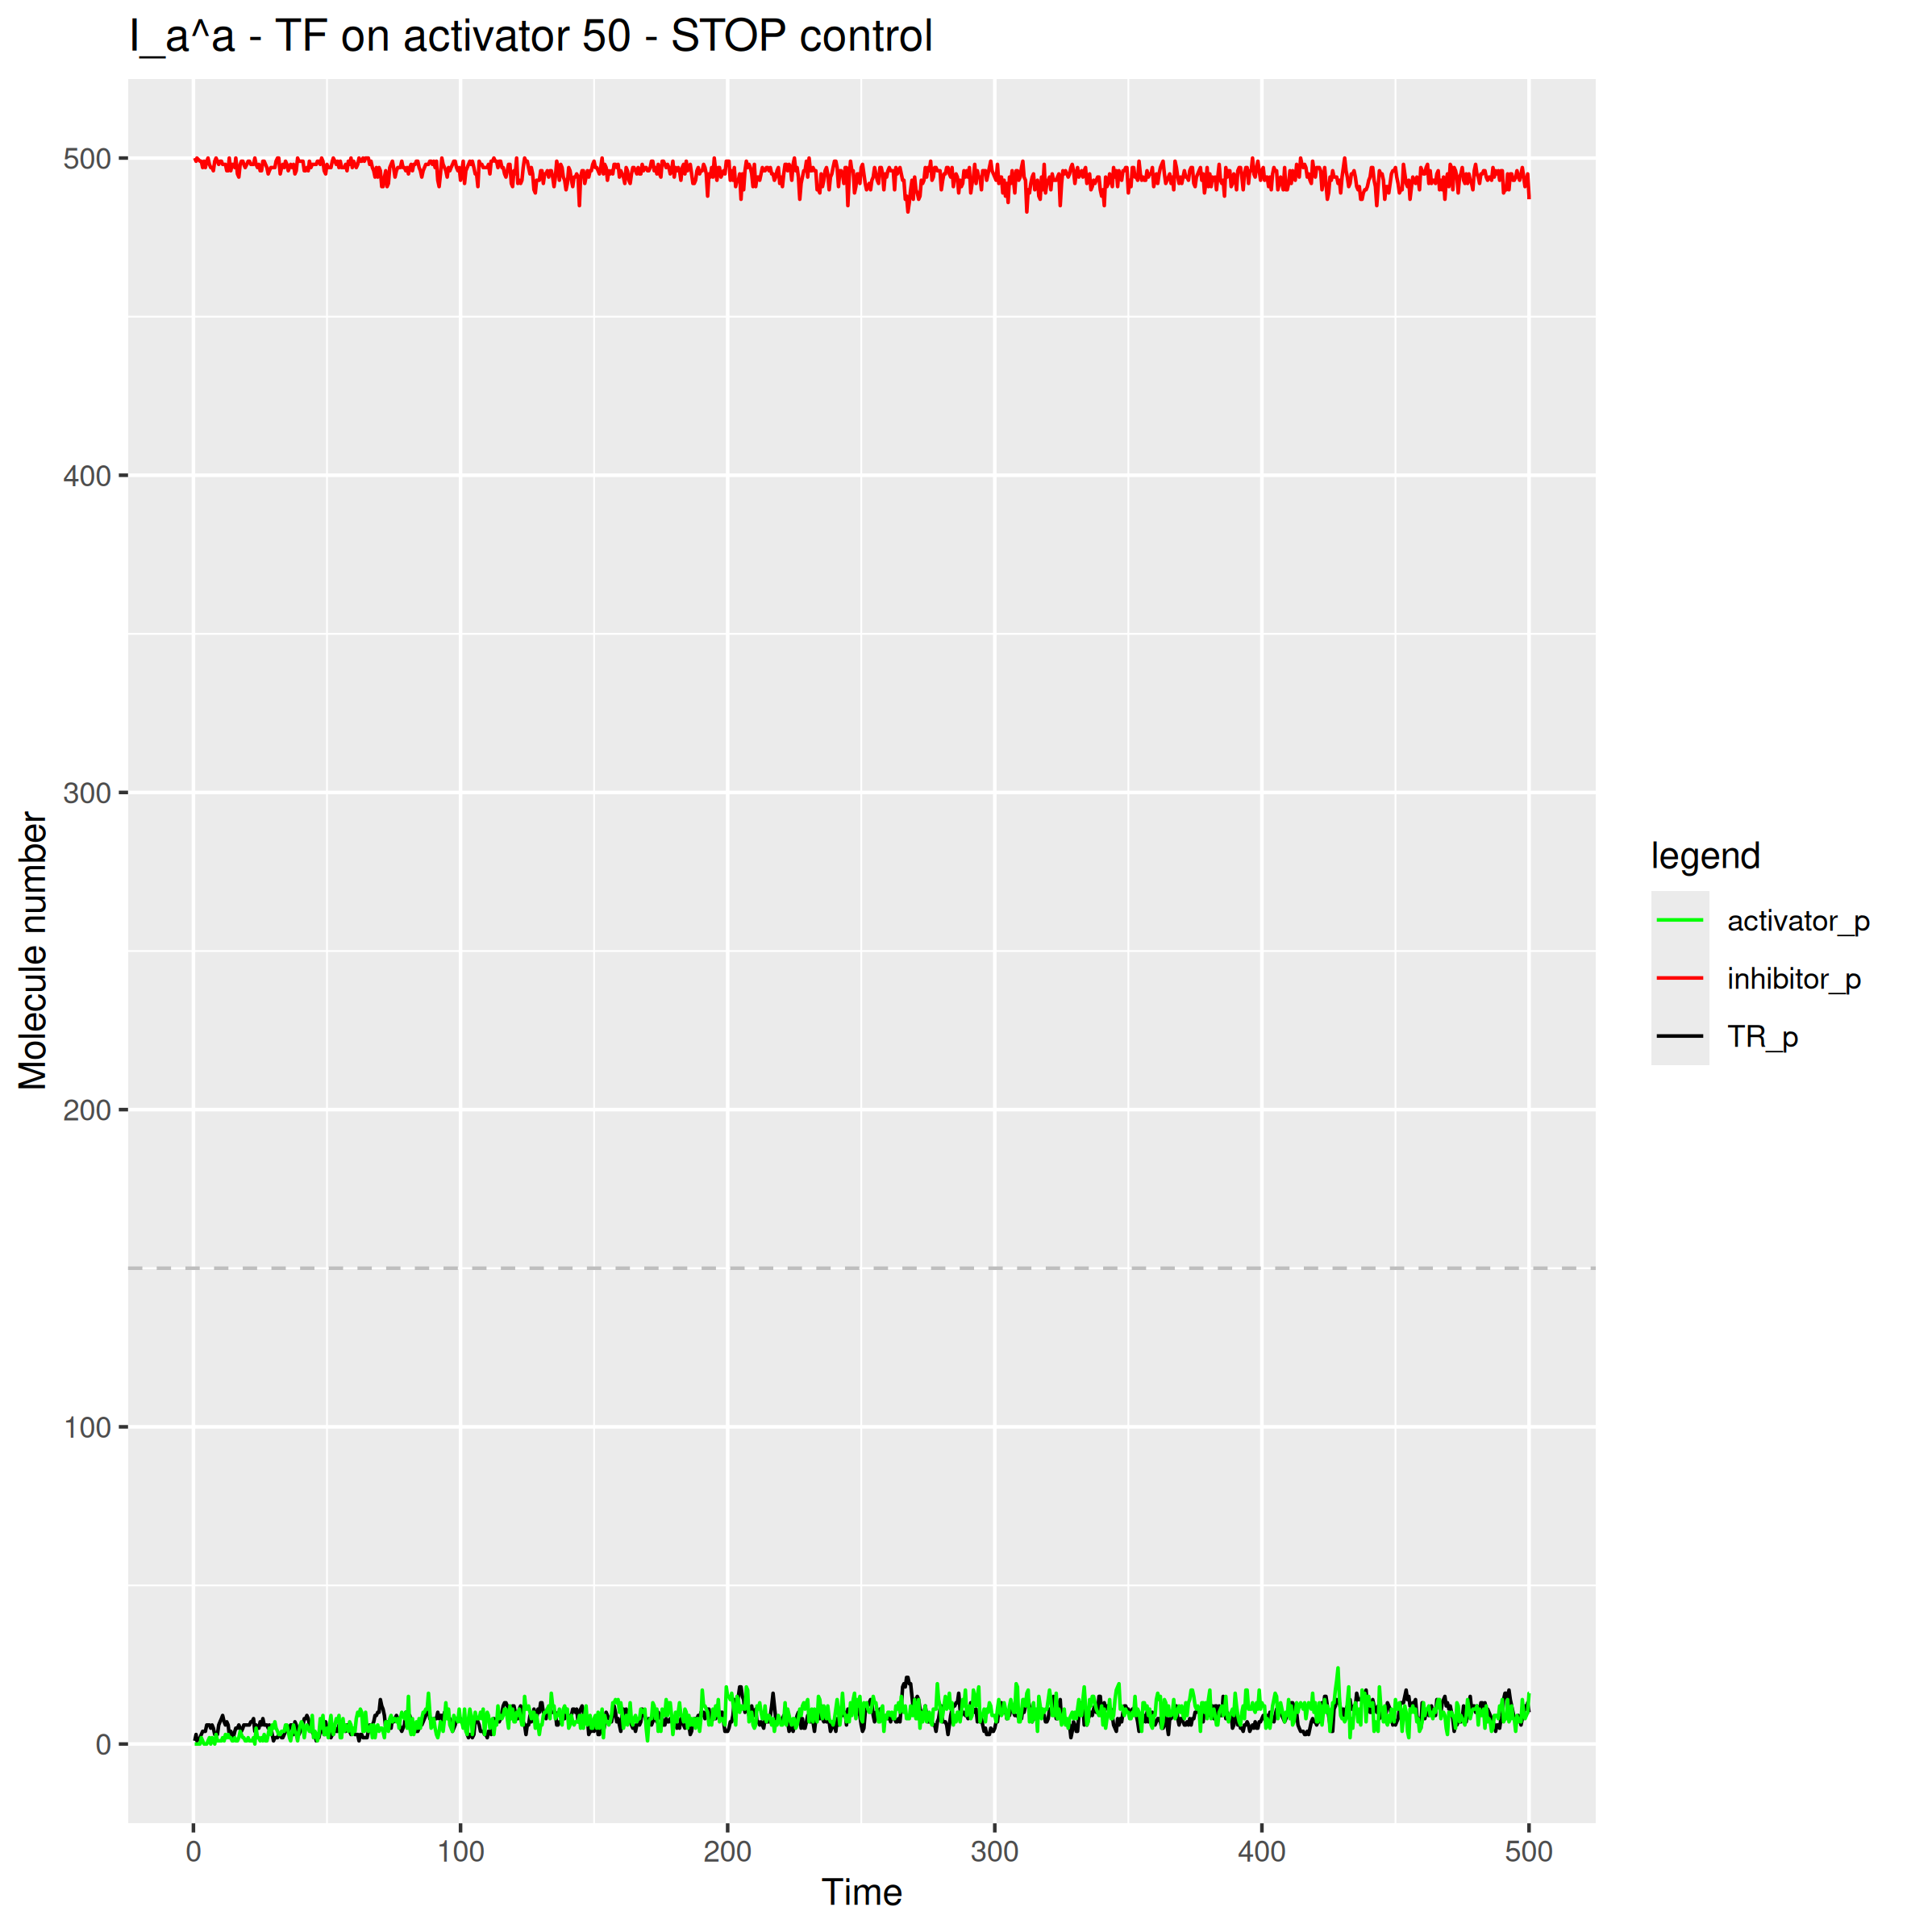 I_a^a - TF on activator 50 - STOP control
500
400
300
200
100
0
Molecule number
0 100 200 300 400 500
Time
legend
activator_p
inhibitor_p
TR_p